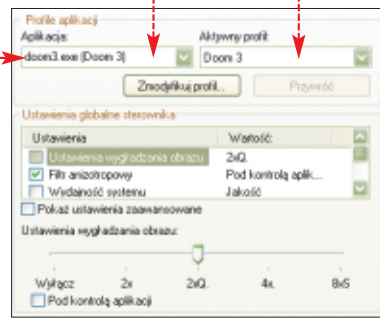 Profile aplikacji
Aplikacja: Aktywny profil:
doom3.exe (Doom 3) Doom 3
Zmodyfikuj profil... Przywróć
Ustawienia globalne sterownika
Ustawienia Wartość:
Ustawienia wygładzania obrazu 2xQ.
Filtr anizotropowy Pod kontrolą aplik...
Wydajność systemu Jakość
Pokaż ustawienia zaawansowane
Ustawienia wygładzania obrazu:
Wyłącz 2x 2xQ. 4x. 8xS
Pod kontrolą aplikacji